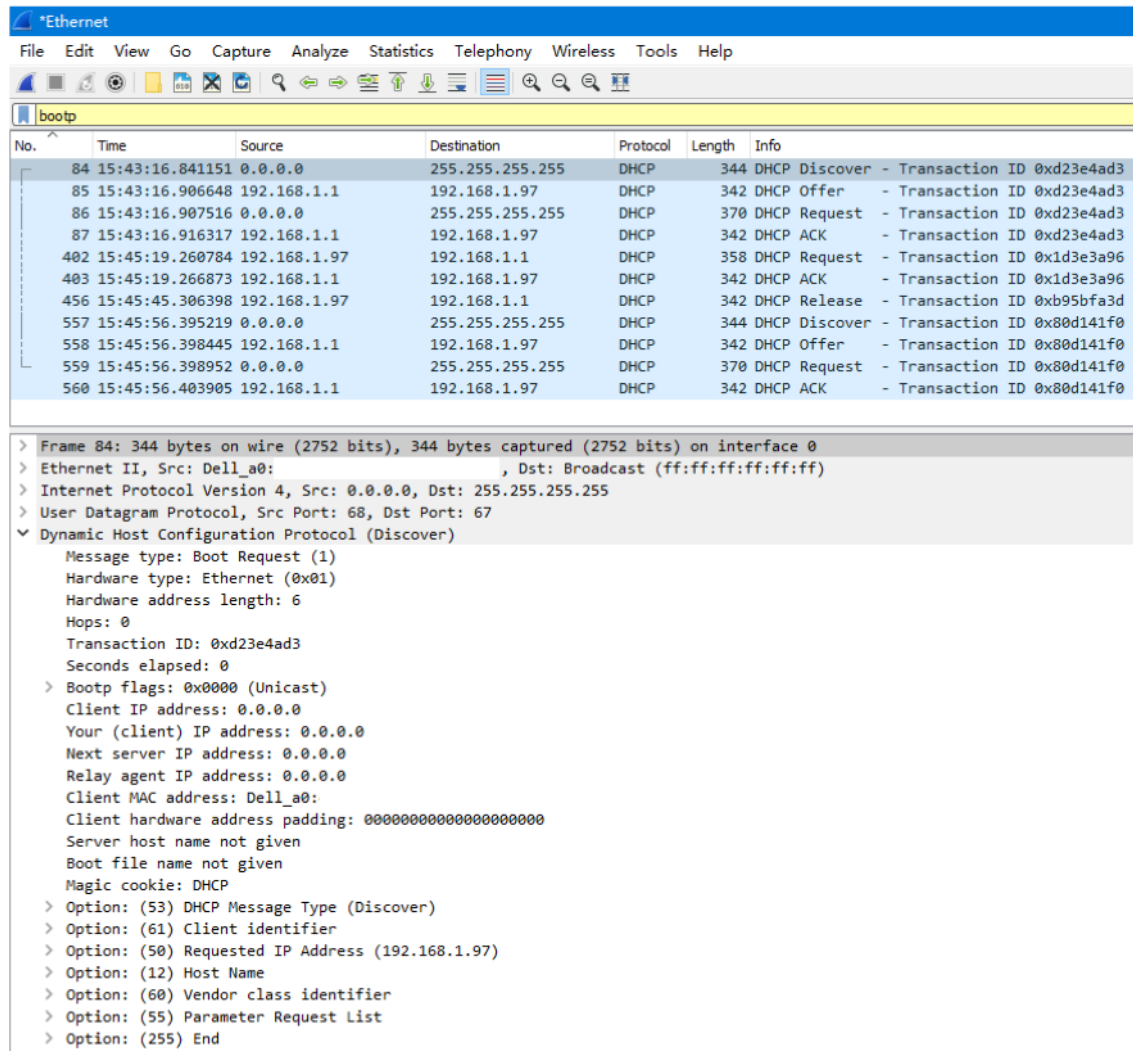 *Ethernet
File Edit View Go Capture Analyze Statistics Telephony Wireless Tools Help
bootp
No. Time Source Destination Protocol Length Info
84 15:43:16.841151 0.0.0.0 255.255.255.255 DHCP 344 DHCP Discover - Transaction ID 0xd23e4ad3
85 15:43:16.906648 192.168.1.1 192.168.1.97 DHCP 342 DHCP Offer - Transaction ID 0xd23e4ad3
86 15:43:16.907516 0.0.0.0 255.255.255.255 DHCP 370 DHCP Request - Transaction ID 0xd23e4ad3
87 15:43:16.916317 192.168.1.1 192.168.1.97 DHCP 342 DHCP ACK - Transaction ID 0xd23e4ad3
402 15:45:19.260784 192.168.1.97 192.168.1.1 DHCP 358 DHCP Request - Transaction ID 0x1d3e3a96
403 15:45:19.266873 192.168.1.1 192.168.1.97 DHCP 342 DHCP ACK - Transaction ID 0x1d3e3a96
456 15:45:45.306398 192.168.1.97 192.168.1.1 DHCP 342 DHCP Release - Transaction ID 0xb95bfa3d
557 15:45:56.395219 0.0.0.0 255.255.255.255 DHCP 344 DHCP Discover - Transaction ID 0x80d141f0
558 15:45:56.398445 192.168.1.1 192.168.1.97 DHCP 342 DHCP Offer - Transaction ID 0x80d141f0
559 15:45:56.398952 0.0.0.0 255.255.255.255 DHCP 370 DHCP Request - Transaction ID 0x80d141f0
560 15:45:56.403905 192.168.1.1 192.168.1.97 DHCP 342 DHCP ACK - Transaction ID 0x80d141f0
Frame 84: 344 bytes on wire (2752 bits), 344 bytes captured (2752 bits) on interface 0
Ethernet II, Src: Dell_a0: , Dst: Broadcast (ff:ff:ff:ff:ff:ff)
Internet Protocol Version 4, Src: 0.0.0.0, Dst: 255.255.255.255
User Datagram Protocol, Src Port: 68, Dst Port: 67
Dynamic Host Configuration Protocol (Discover)
Message type: Boot Request (1)
Hardware type: Ethernet (0x01)
Hardware address length: 6
Hops: 0
Transaction ID: 0xd23e4ad3
Seconds elapsed: 0
Bootp flags: 0x0000 (Unicast)
Client IP address: 0.0.0.0
Your (client) IP address: 0.0.0.0
Next server IP address: 0.0.0.0
Relay agent IP address: 0.0.0.0
Client MAC address: Dell_a0:
Client hardware address padding: 00000000000000000000
Server host name not given
Boot file name not given
Magic cookie: DHCP
Option: (53) DHCP Message Type (Discover)
Option: (61) Client identifier
Option: (50) Requested IP Address (192.168.1.97)
Option: (12) Host Name
Option: (60) Vendor class identifier
Option: (55) Parameter Request List
Option: (255) End